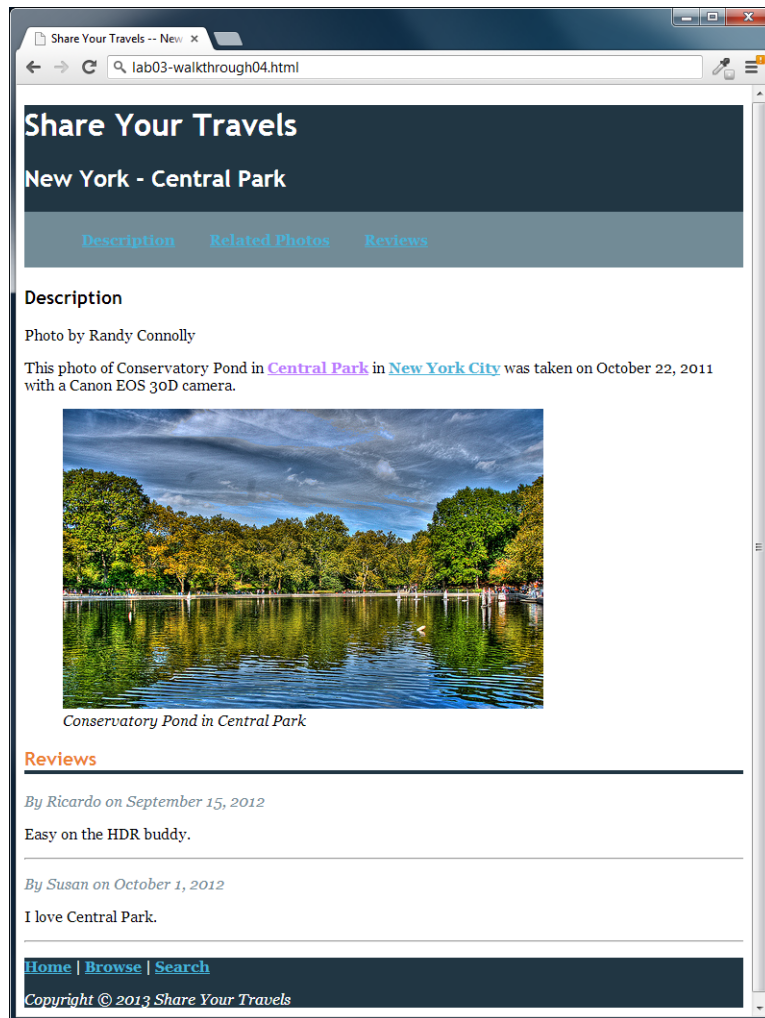 Share Your Travels -- New
lab03-walkthrough04.html
Share Your Travels
New York - Central Park
Description Related Photos Reviews
Description
Photo by Randy Connolly
This photo of Conservatory Pond in Central Park in New York City was taken on October 22, 2011
with a Canon EOS 30D camera.
Conservatory Pond in Central Park
Reviews
By Ricardo on September 15, 2012
Easy on the HDR buddy.
By Susan on October 1, 2012
I love Central Park.
Home | Browse | Search
Copyright © 2013 Share Your Travels